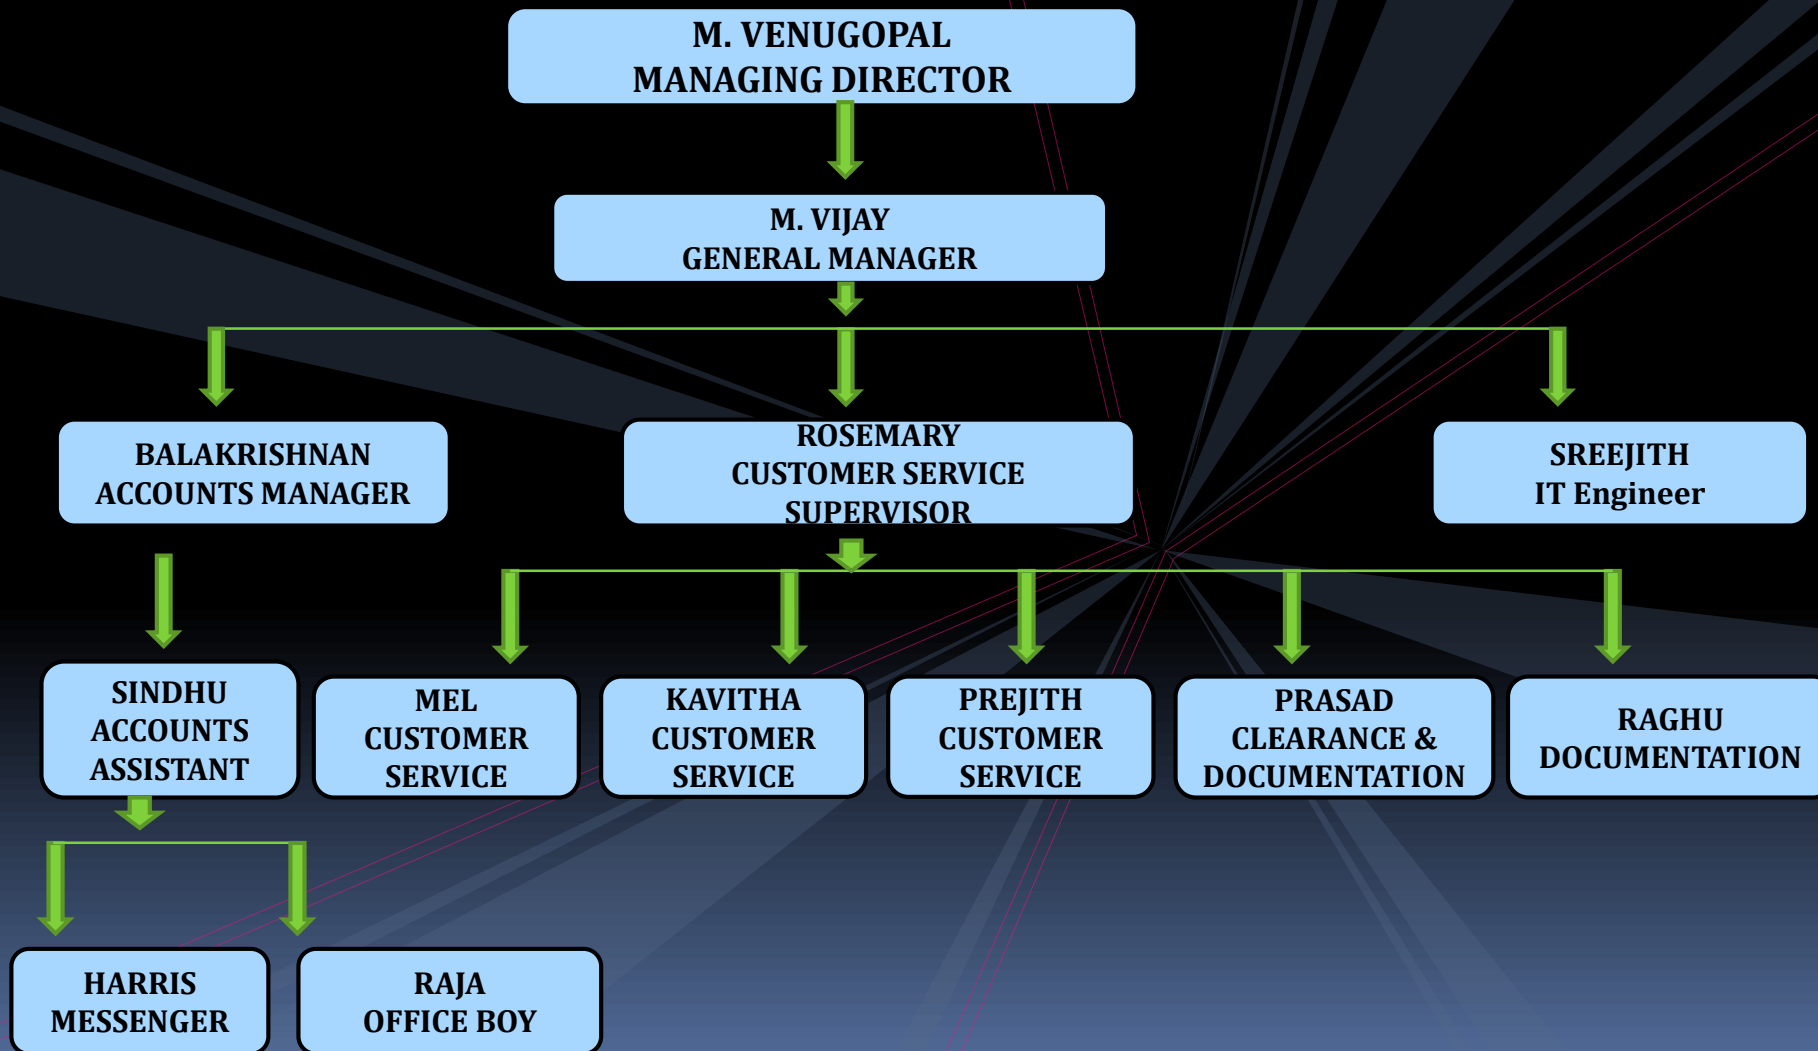 M. VENUGOPAL
MANAGING DIRECTOR
M. VIJAY
GENERAL MANAGER
BALAKRISHNAN
ACCOUNTS MANAGER
ROSEMARY
CUSTOMER SERVICE
SUPERVISOR
SREEJITH
IT Engineer
SINDHU
ACCOUNTS
ASSISTANT
MEL
CUSTOMER
SERVICE
KAVITHA
CUSTOMER
SERVICE
PREJITH
CUSTOMER
SERVICE
PRASAD
CLEARANCE &
DOCUMENTATION
RAGHU
DOCUMENTATION
HARRIS
MESSENGER
RAJA
OFFICE BOY